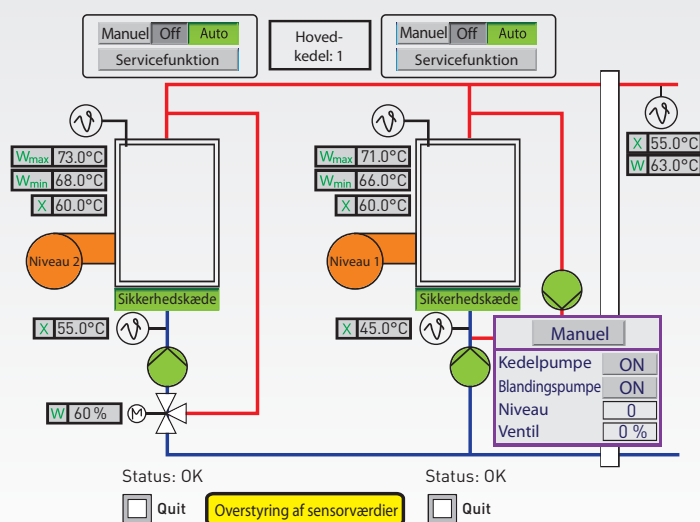 Manuel Off Auto
Servicefunktion
Hoved-
kedel: 1
Manuel Off Auto
Servicefunktion
Wmax 73.0°C
Wmin 68.0°C
X 60.0°C
Niveau 2
Sikkerhedskæde
X 55.0°C
W 60 %
M
Wmax 71.0°C
Wmin 66.0°C
X 60.0°C
Niveau 1
Sikkerhedskæde
X 45.0°C
X 55.0°C
W 63.0°C
Manuel
Kedelpumpe ON
Blandingspumpe ON
Niveau 0
Ventil 0 %
Status: OK
Quit
Overstyring af sensorværdier
Status: OK
Quit